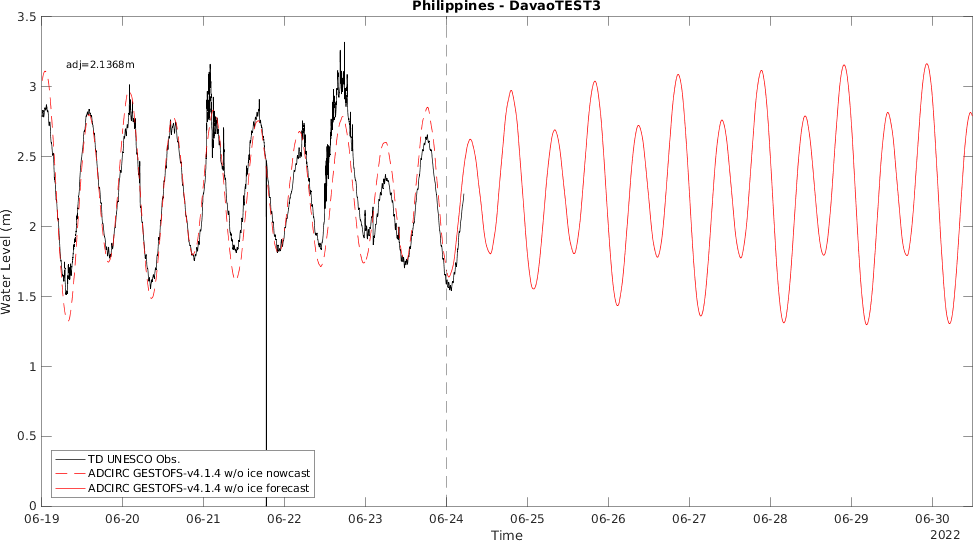 Philippines - DavaoTEST3
adj=2.1368m
3.5
3
2.5
2
1.5
1
0.5
0
Water Level (m)
TD UNESCO Obs.
ADCIRC GESTOFS-v4.1.4 w/o ice nowcast
ADCIRC GESTOFS-v4.1.4 w/o ice forecast
06-19 06-20 06-21 06-22 06-23 06-24 06-25 06-26 06-27 06-28 06-29 06-30
Time
2022